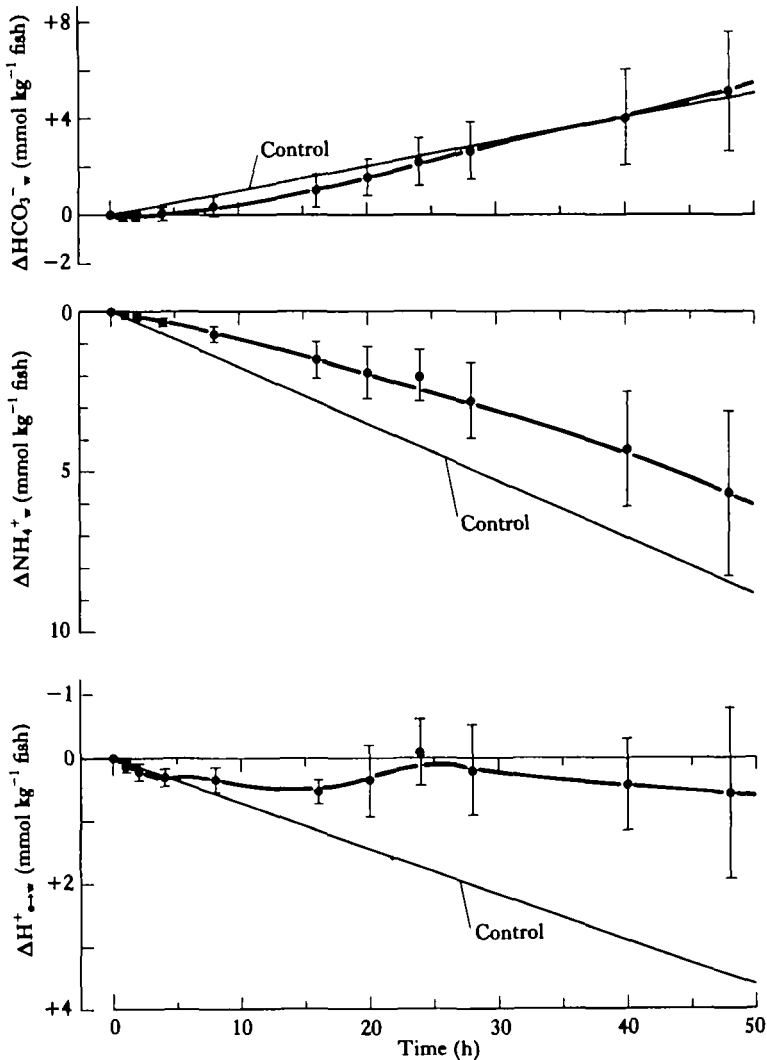 ΔHCO₃⁻w (mmol kg⁻¹ fish)
+8
+4
0
−2
Control
ΔNH₄⁺w (mmol kg⁻¹ fish)
0
5
10
Control
ΔH⁺e→w (mmol kg⁻¹ fish)
−1
0
+2
+4
Control
0 10 20 30 40 50
Time (h)